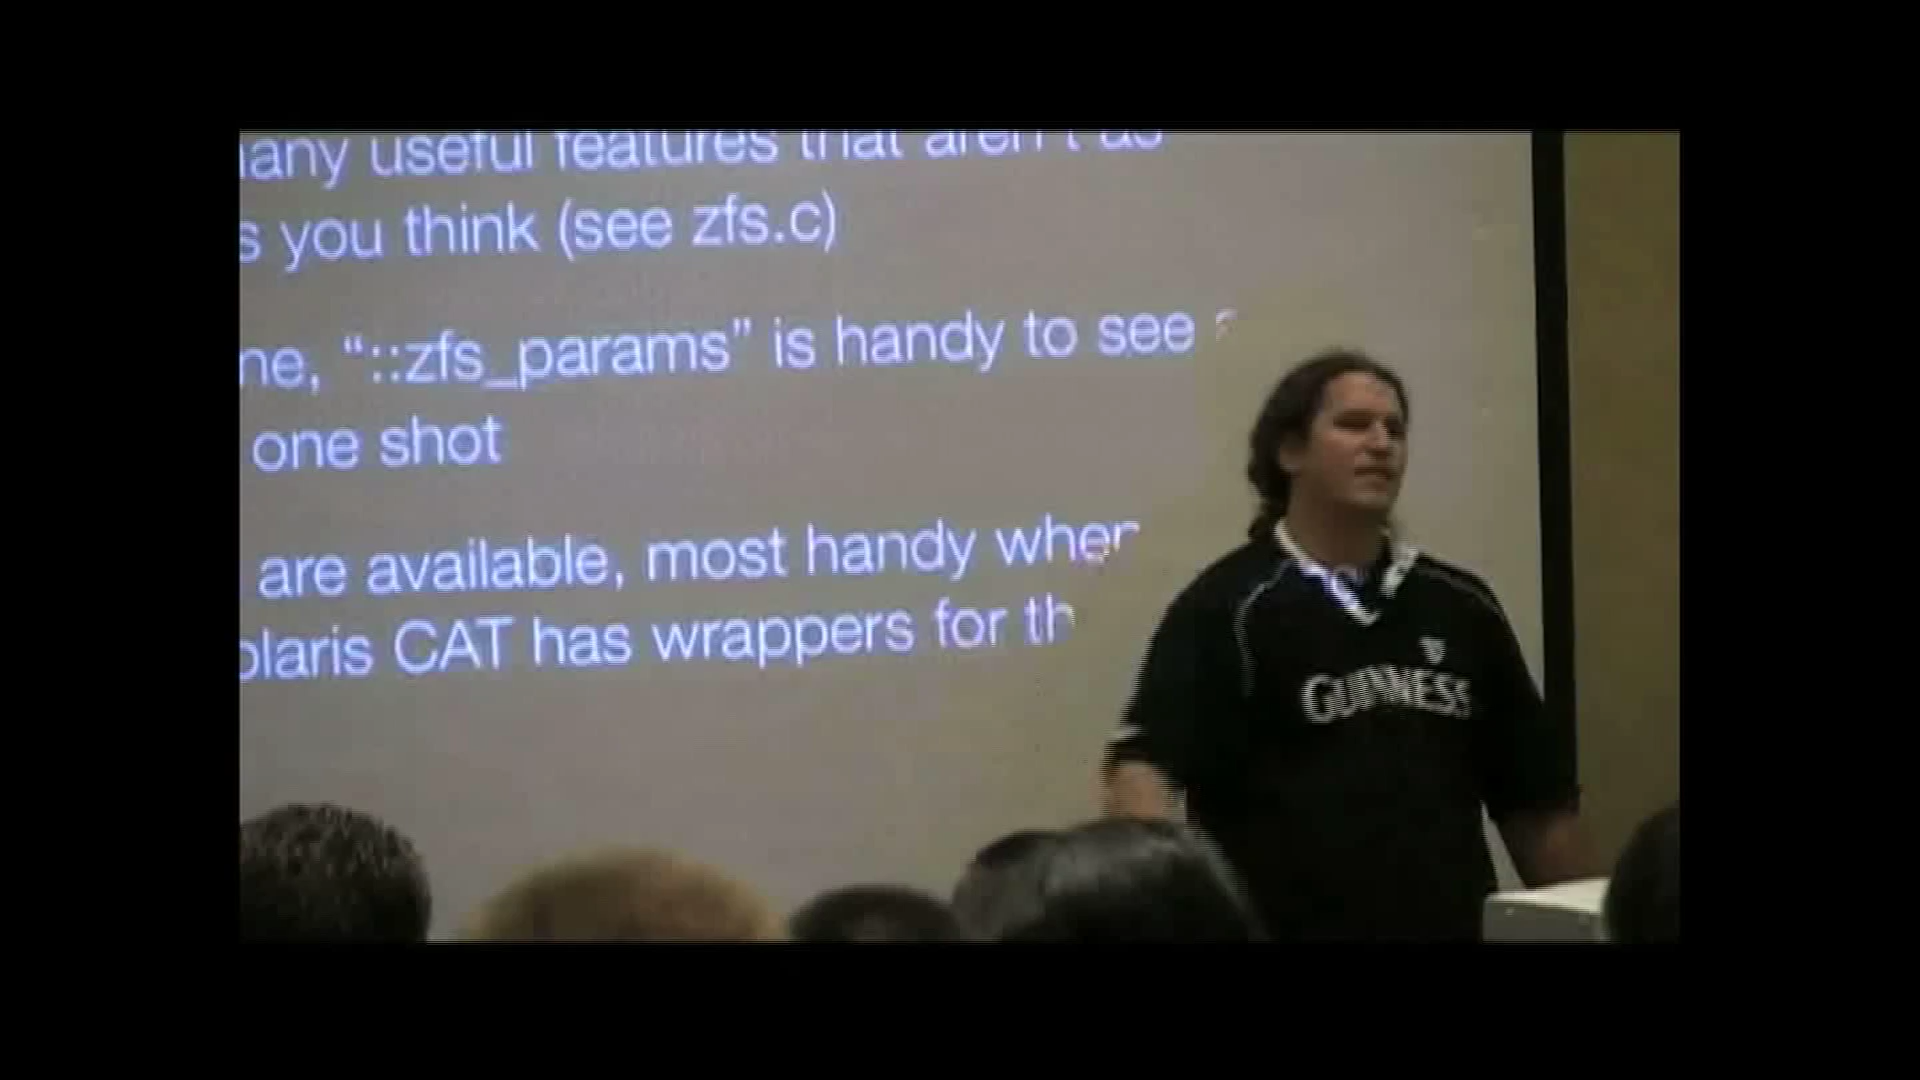 any useful features that aren't as
s you think (see zfs.c)
ne, “::zfs_params” is handy to see
one shot
are available, most handy when
olaris CAT has wrappers for th
GUINNESS